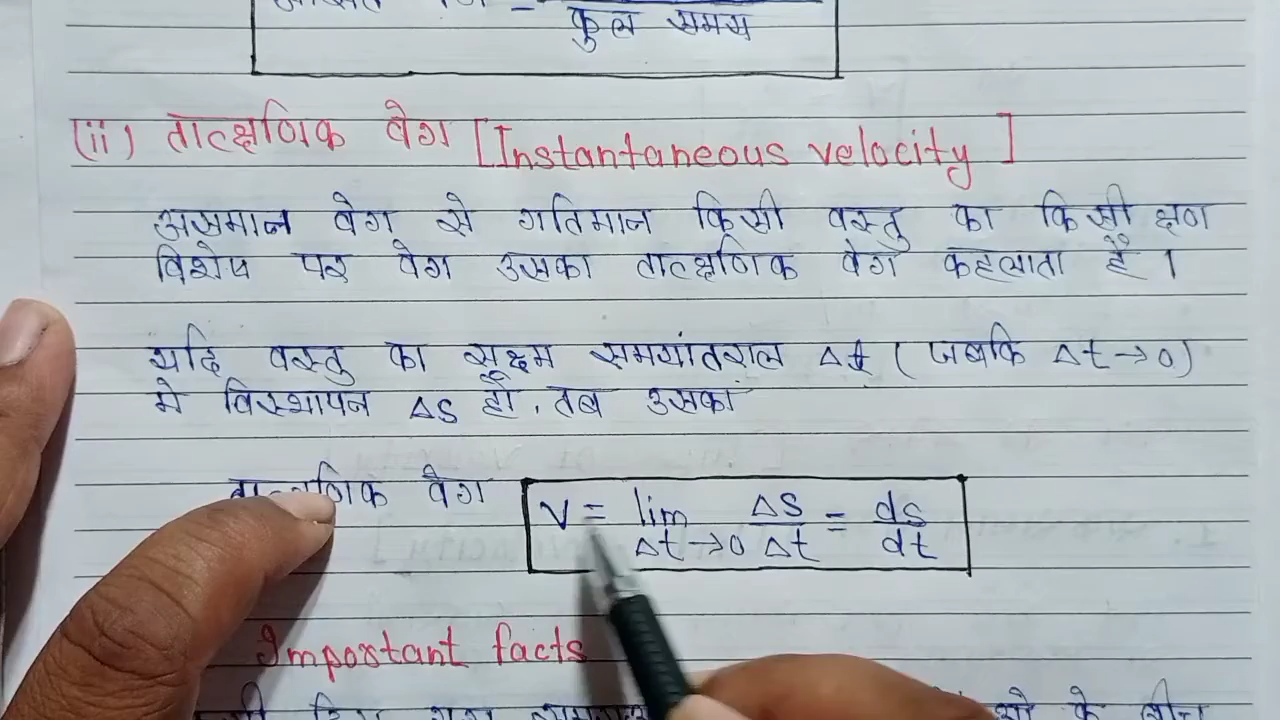 कुल समय
(ii) तात्क्षणिक वेग [Instantaneous velocity]
असमान वेग से गतिमान किसी वस्तु का किसी क्षण
विशेष पर वेग उसका तात्क्षणिक वेग कहलाता है ।
यदि वस्तु का सूक्ष्म समयांतराल Δt ( जबकि Δt→0)
मे विस्थापन ΔS हो, तब उसका
तात्क्षणिक वेग V = lim Δt→0 ΔS/Δt = ds/dt
Important facts